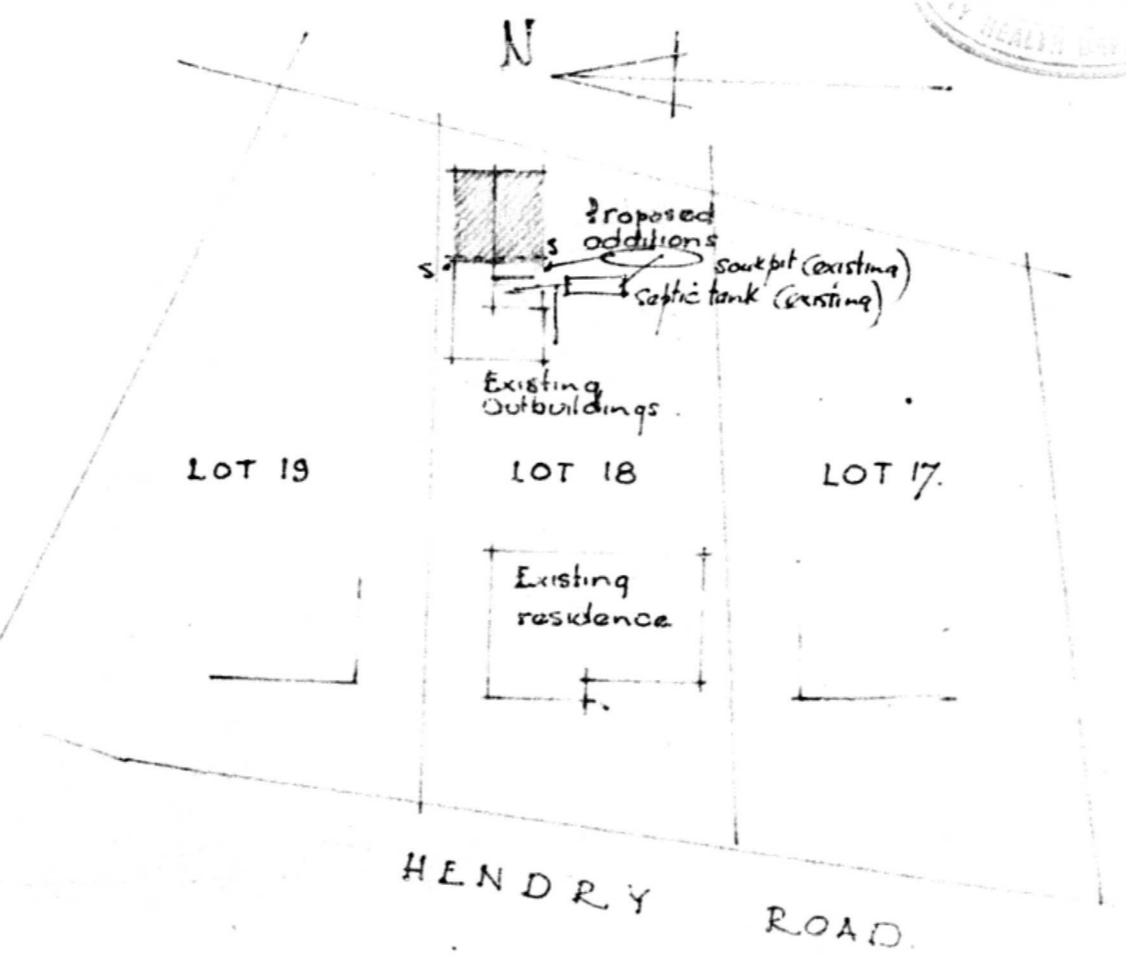 N
HEALTH
Proposed
additions
S
S
soakpit (existing)
septic tank (existing)
Existing
Outbuildings.
LOT 19
LOT 18
LOT 17.
Existing
residence
HENDRY ROAD.